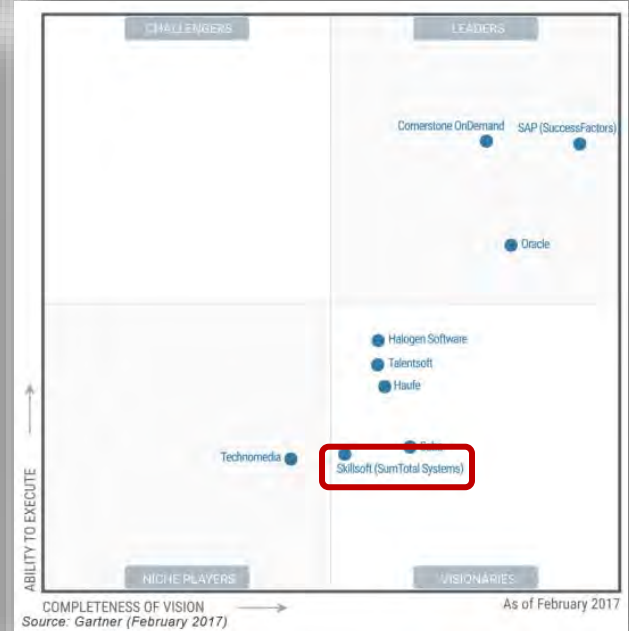 CHALLENGERS
LEADERS
Cornerstone OnDemand
SAP (SuccessFactors)
Oracle
Halogen Software
Talentsoft
Haufe
Technomedia
Skillsoft (SumTotal Systems)
ABILITY TO EXECUTE
NICHE PLAYERS
VISIONARIES
COMPLETENESS OF VISION
As of February 2017
Source: Gartner (February 2017)